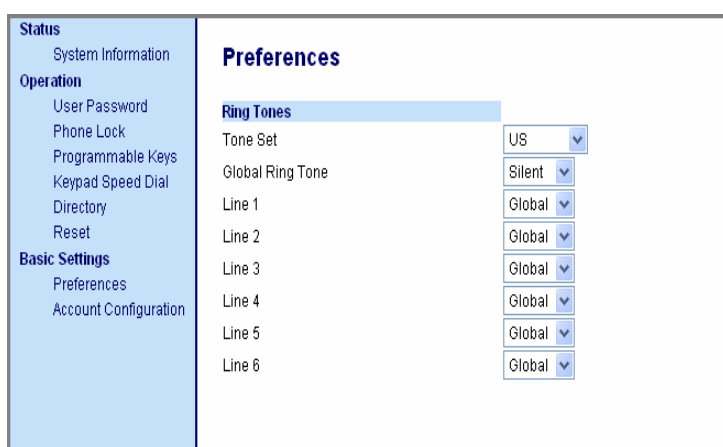 Status
System Information
Operation
User Password
Phone Lock
Programmable Keys
Keypad Speed Dial
Directory
Reset
Basic Settings
Preferences
Account Configuration
Preferences
Ring Tones
Tone Set US
Global Ring Tone Silent
Line 1 Global
Line 2 Global
Line 3 Global
Line 4 Global
Line 5 Global
Line 6 Global